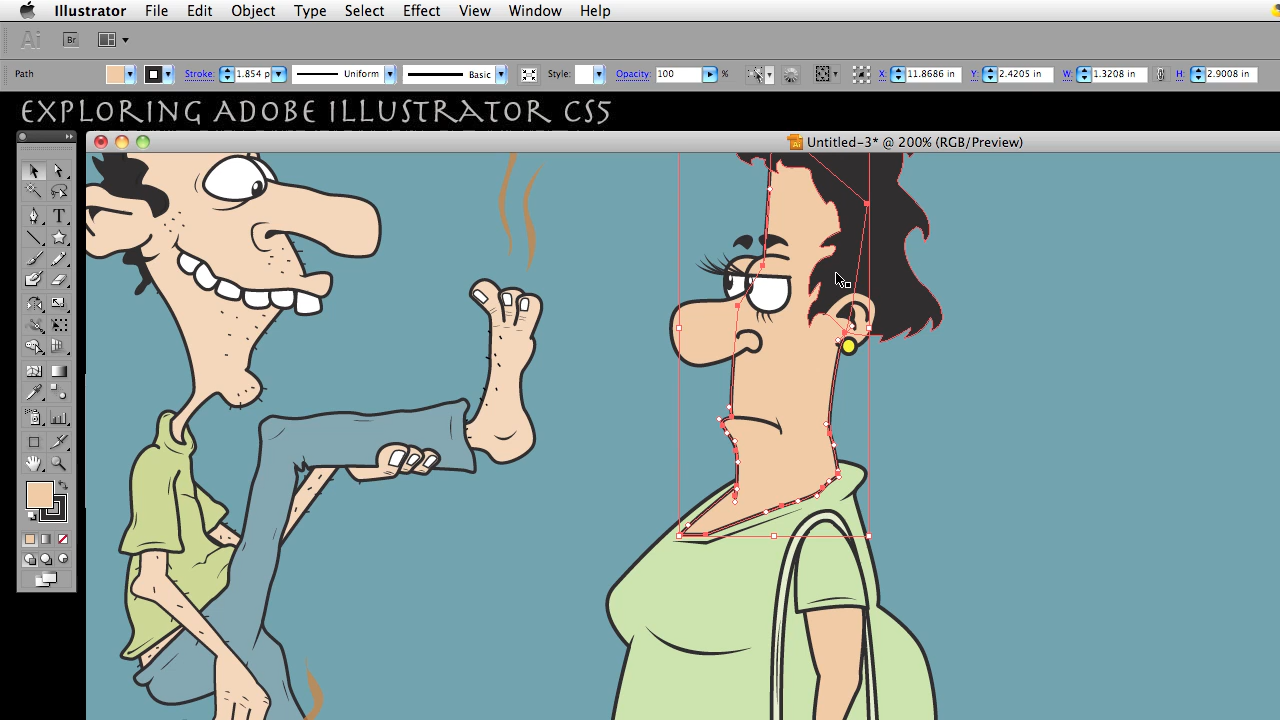 Illustrator File Edit Object Type Select Effect View Window Help
Ai Br
Path Stroke: 1.854 p Uniform Basic Style: Opacity: 100 % X: 11.8686 in Y: 2.4205 in W: 1.3208 in H: 2.9008 in
EXPLORING ADOBE ILLUSTRATOR CS5
Untitled-3* @ 200% (RGB/Preview)
T